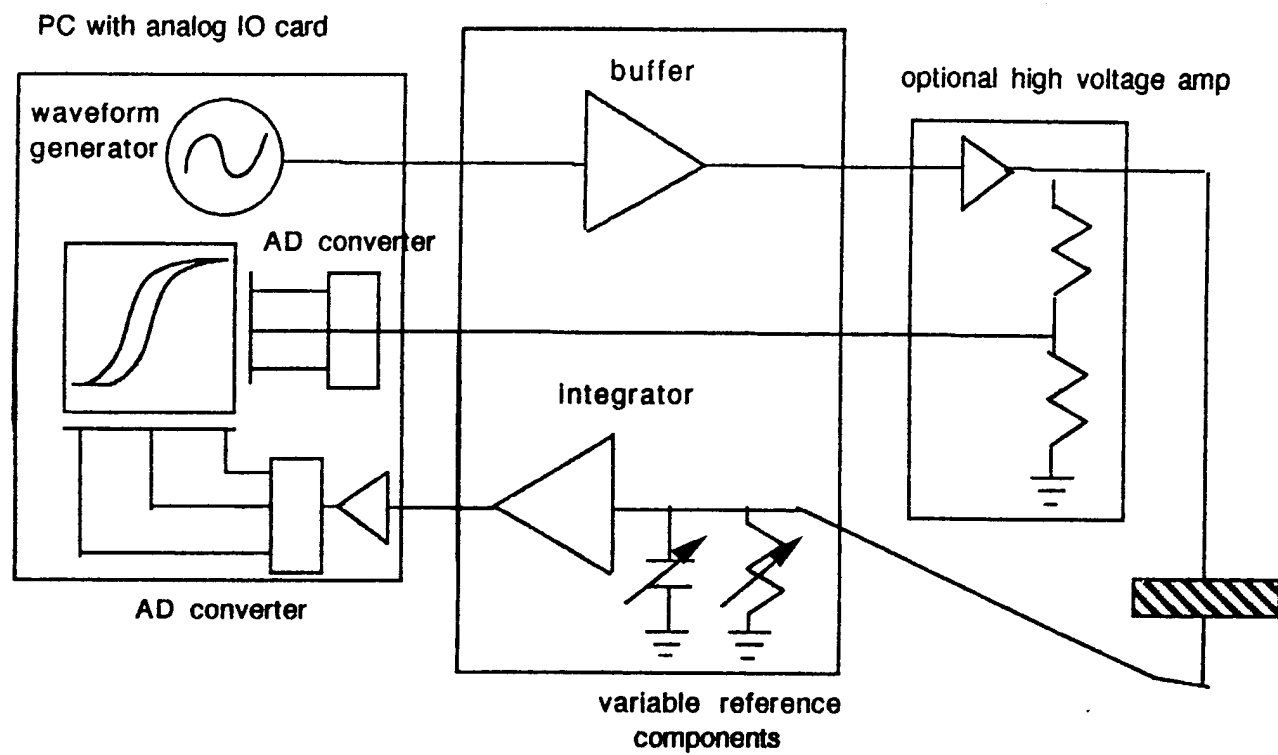 PC with analog IO card
buffer
optional high voltage amp
waveform
generator
AD converter
integrator
AD converter
variable reference
components